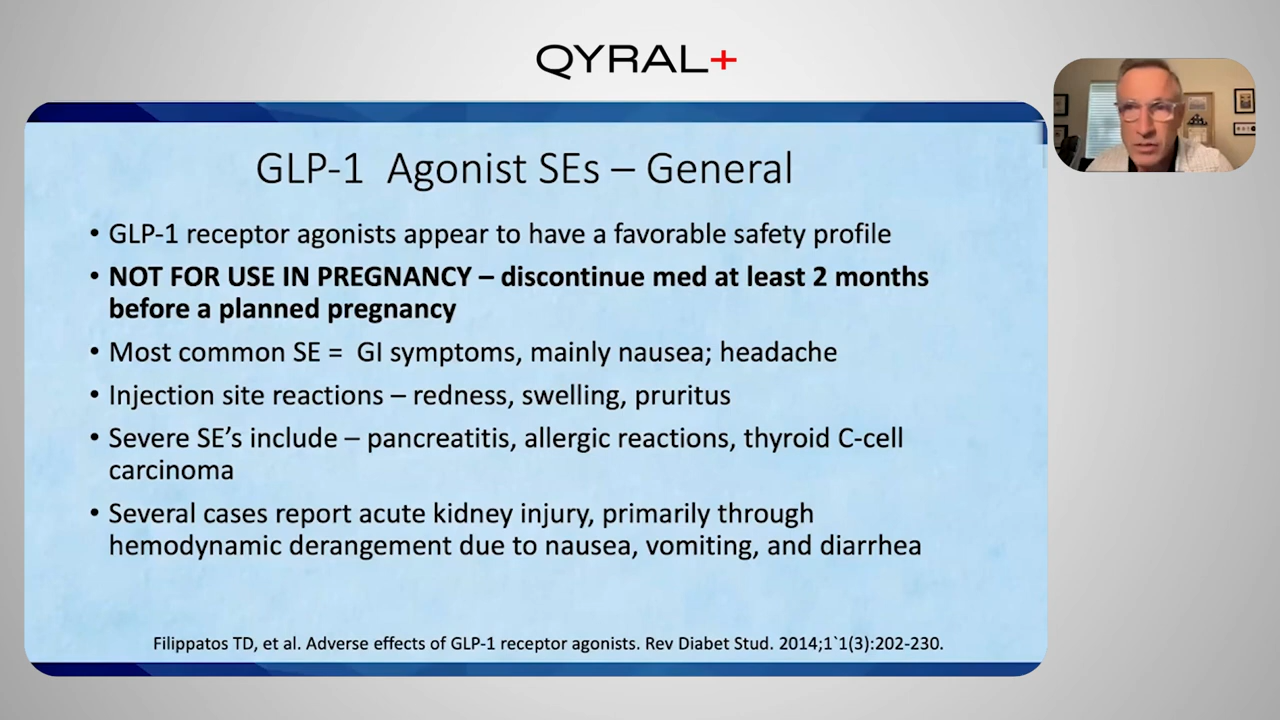 QYRAL+
GLP-1 Agonist SEs – General
• GLP-1 receptor agonists appear to have a favorable safety profile
• NOT FOR USE IN PREGNANCY – discontinue med at least 2 months
before a planned pregnancy
• Most common SE = GI symptoms, mainly nausea; headache
• Injection site reactions – redness, swelling, pruritus
• Severe SE’s include – pancreatitis, allergic reactions, thyroid C-cell
carcinoma
• Several cases report acute kidney injury, primarily through
hemodynamic derangement due to nausea, vomiting, and diarrhea
Filippatos TD, et al. Adverse effects of GLP-1 receptor agonists. Rev Diabet Stud. 2014;1`1(3):202-230.